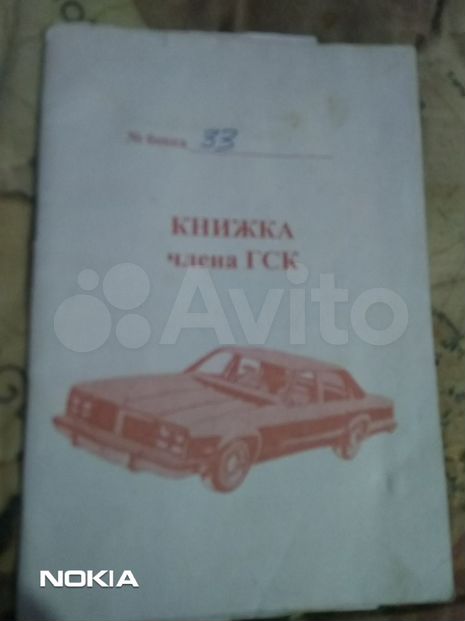 № бокса 33
КНИЖКА
члена ГСК
Avito
NOKIA